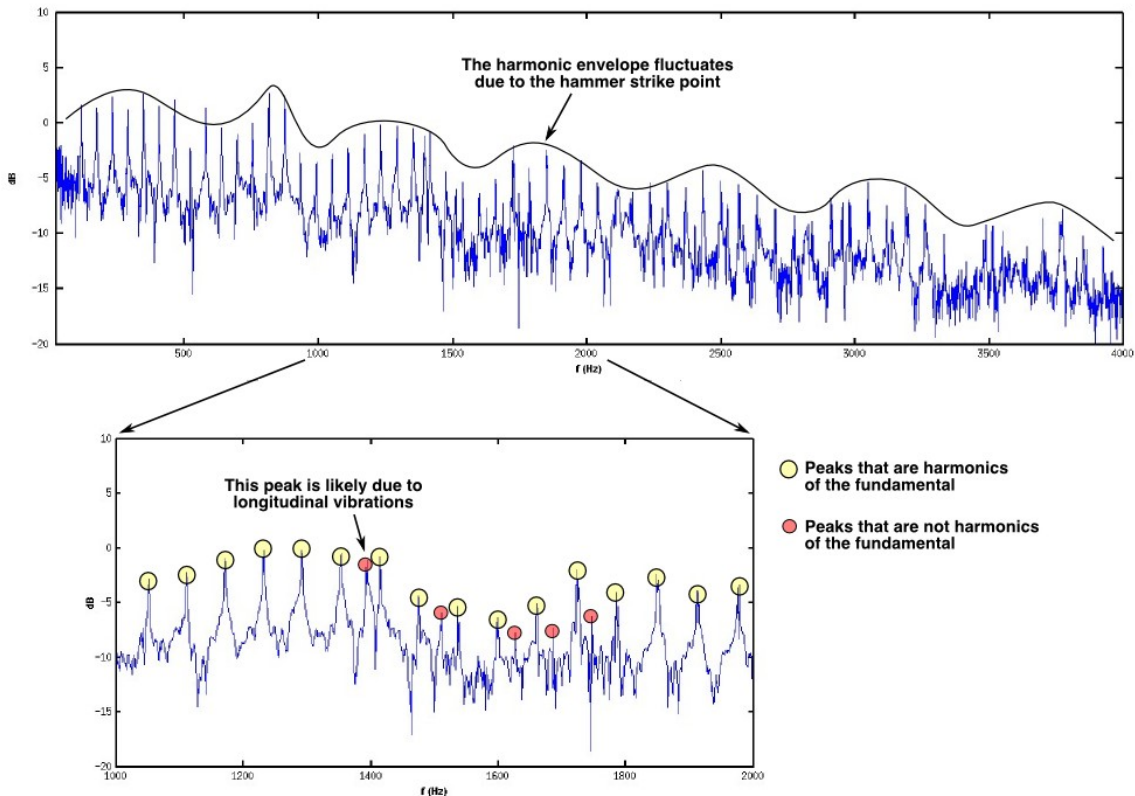 The harmonic envelope fluctuates
due to the hammer strike point
10
5
0
−5
−10
−15
−20
dB
500
1000
1500
2000
2500
3000
3500
4000
f (Hz)
This peak is likely due to
longitudinal vibrations
10
5
0
−5
−10
−15
−20
dB
1000
1200
1400
1600
1800
2000
f (Hz)
Peaks that are harmonics
of the fundamental
Peaks that are not harmonics
of the fundamental